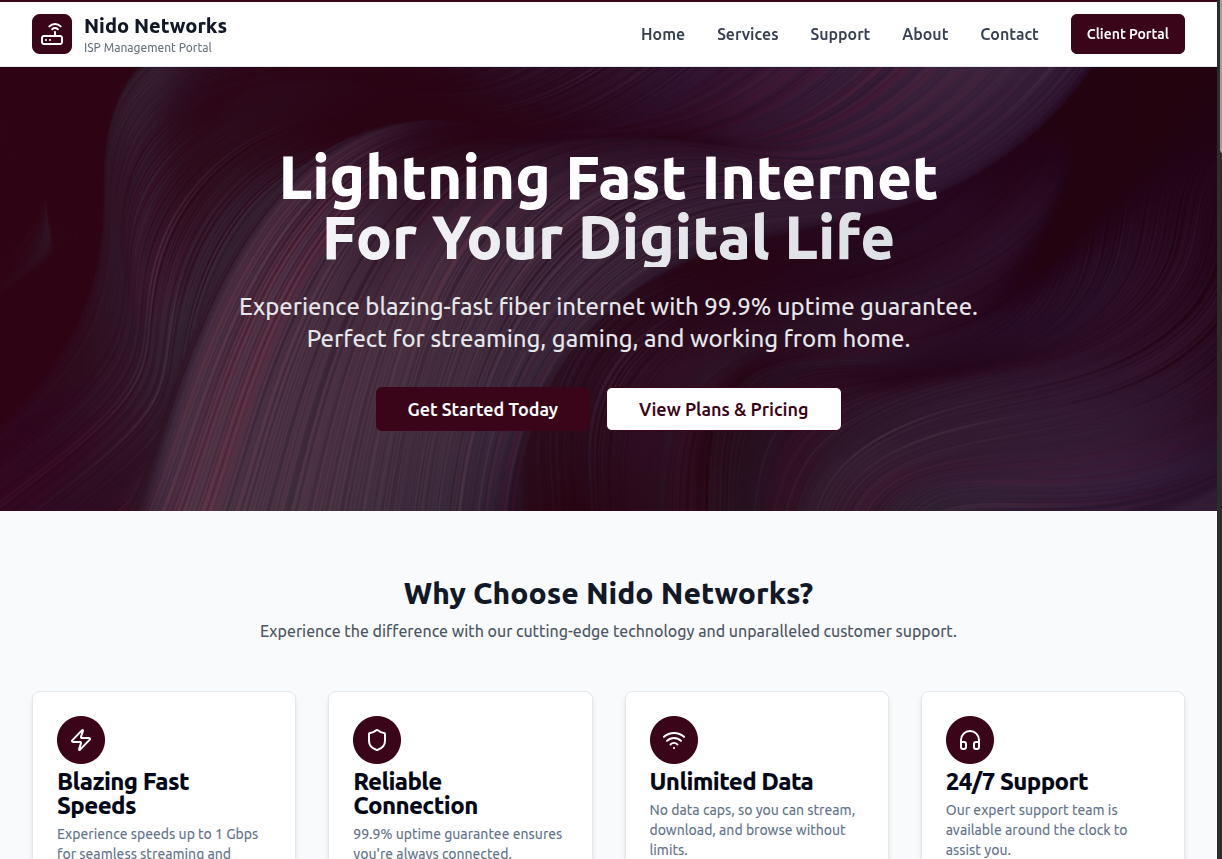 Nido Networks
ISP Management Portal
Home Services Support About Contact Client Portal
Lightning Fast Internet
For Your Digital Life
Experience blazing-fast fiber internet with 99.9% uptime guarantee.
Perfect for streaming, gaming, and working from home.
Get Started Today View Plans & Pricing
Why Choose Nido Networks?
Experience the difference with our cutting-edge technology and unparalleled customer support.
Blazing Fast
Speeds
Experience speeds up to 1 Gbps
for seamless streaming and
Reliable
Connection
99.9% uptime guarantee ensures
you're always connected.
Unlimited Data
No data caps, so you can stream,
download, and browse without
limits.
24/7 Support
Our expert support team is
available around the clock to
assist you.